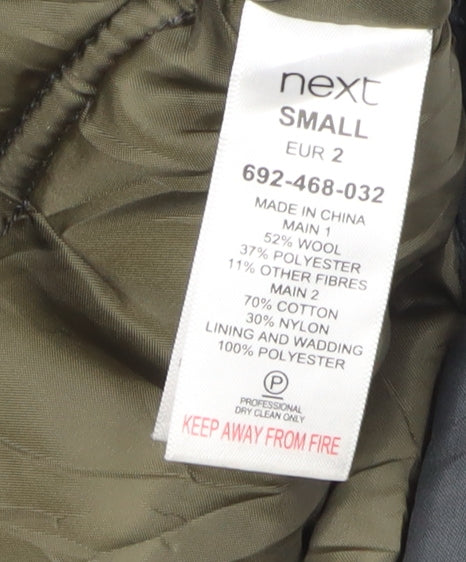 next
SMALL
EUR 2
692-468-032
MADE IN CHINA
MAIN 1
52% WOOL
37% POLYESTER
11% OTHER FIBRES
MAIN 2
70% COTTON
30% NYLON
LINING AND WADDING
100% POLYESTER
P
PROFESSIONAL
DRY CLEAN ONLY
KEEP AWAY FROM FIRE